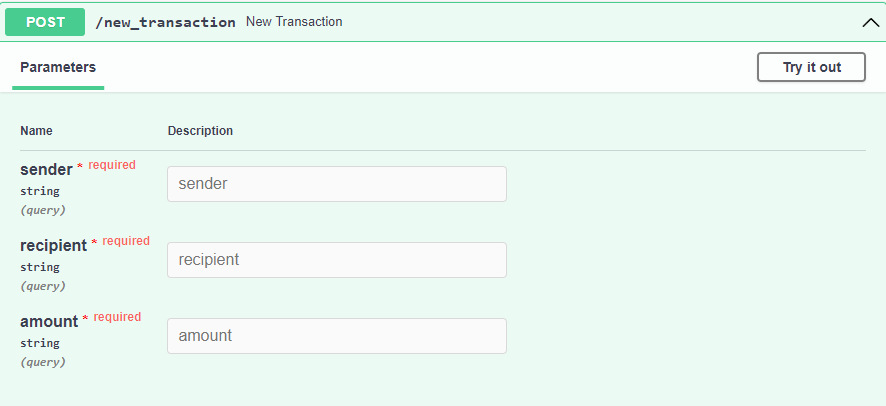 POST /new_transaction New Transaction
Parameters Try it out
Name Description
sender * required sender
string
(query)
recipient * required recipient
string
(query)
amount * required amount
string
(query)